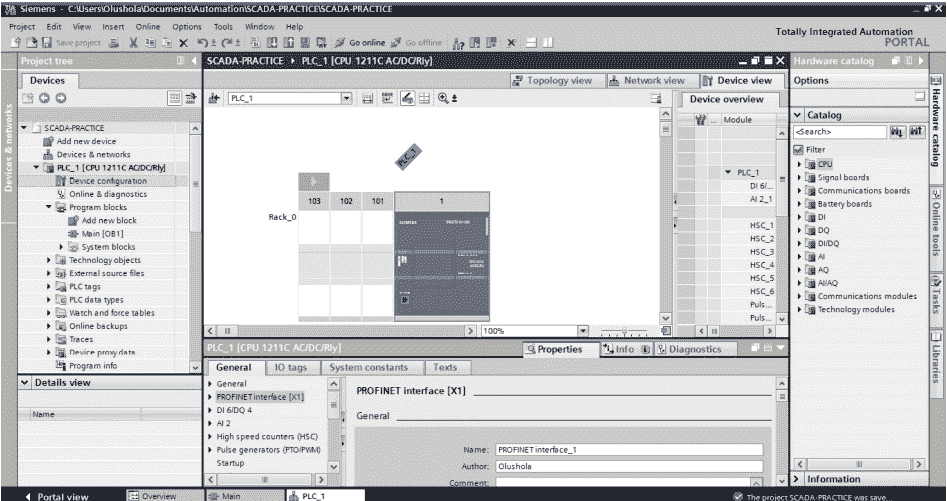 Siemens - C:\Users\Olushola\Documents\Automation\SCADA-PRACTICE\SCADA-PRACTICE
Project Edit View Insert Online Options Tools Window Help
Totally Integrated Automation
PORTAL
Save project Go online Go offline
Project tree
SCADA-PRACTICE PLC_1 [CPU 1211C AC/DC/Rly]
Hardware catalog
Devices
Topology view Network view Device view
Options
PLC_1
Device overview
... Module
Catalog
<Search>
Filter
SCADA-PRACTICE
Add new device
Devices & networks
PLC_1 [CPU 1211C AC/DC/Rly]
Device configuration
Online & diagnostics
Program blocks
Add new block
Main [OB1]
System blocks
Technology objects
External source files
PLC tags
PLC data types
Watch and force tables
Online backups
Traces
Device proxy data
Program info
PLC_1
103 102 101 1
Rack_0
SIEMENS
100%
PLC_1
DI 6/...
AI 2_1
HSC_1
HSC_2
HSC_3
HSC_4
HSC_5
HSC_6
Puls...
Puls...
CPU
Signal boards
Communications boards
Battery boards
DI
DQ
DI/DQ
AI
AQ
AI/AQ
Communications modules
Technology modules
Devices & networks
Hardware catalog
Online tools
Tasks
Libraries
PLC_1 [CPU 1211C AC/DC/Rly]
Properties Info Diagnostics
General IO tags System constants Texts
General
PROFINET interface [X1]
DI 6/DQ 4
AI 2
High speed counters (HSC)
Pulse generators (PTO/PWM)
Startup
PROFINET interface [X1]
General
Name: PROFINET interface_1
Author: Olushola
Comment:
Details view
Name
Information
Portal view Overview Main PLC_1
The project SCADA-PRACTICE was save...